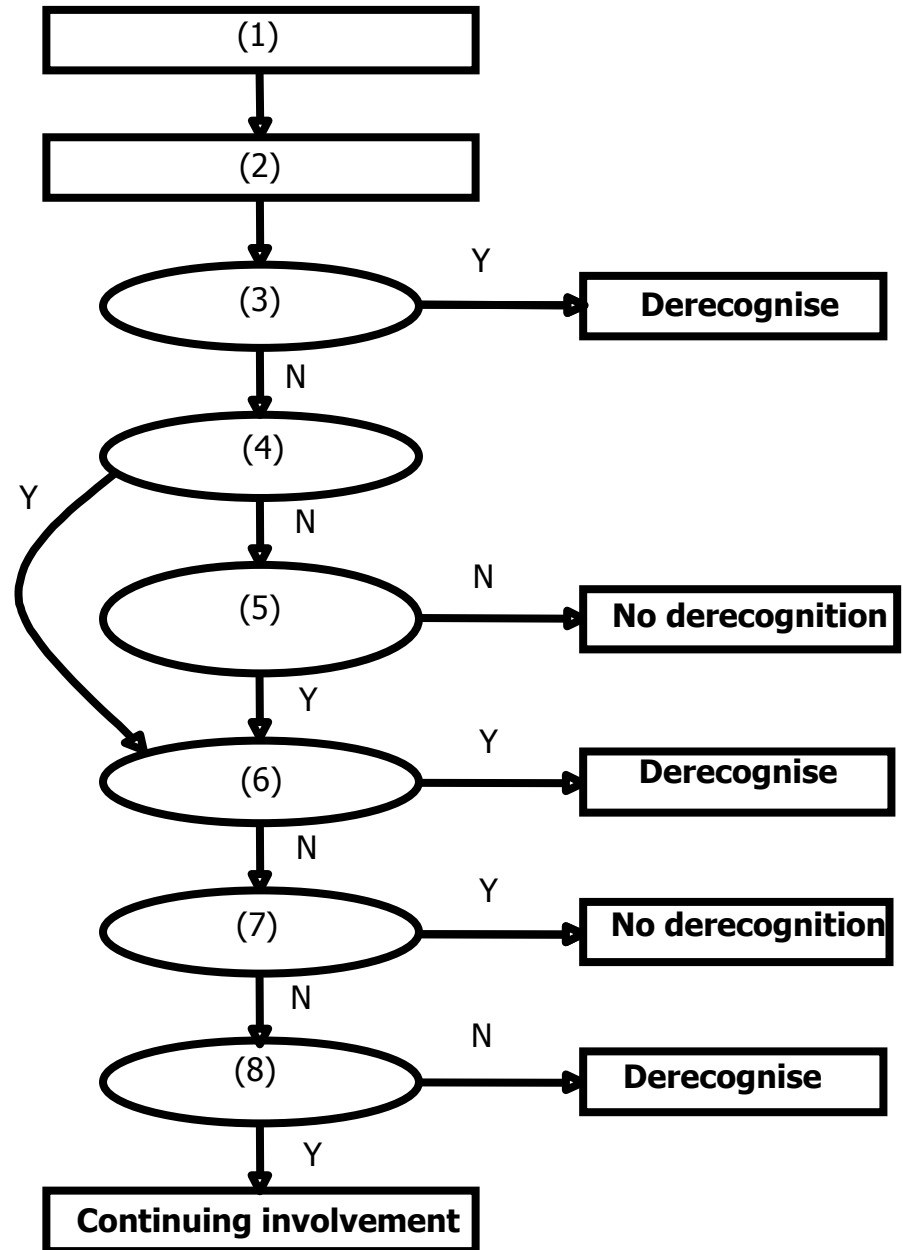 (1)
(2)
Y
(3)
Derecognise
N
(4)
Y
N
N
(5)
No derecognition
Y
Y
(6)
Derecognise
N
Y
(7)
No derecognition
N
N
(8)
Derecognise
Y
Continuing involvement